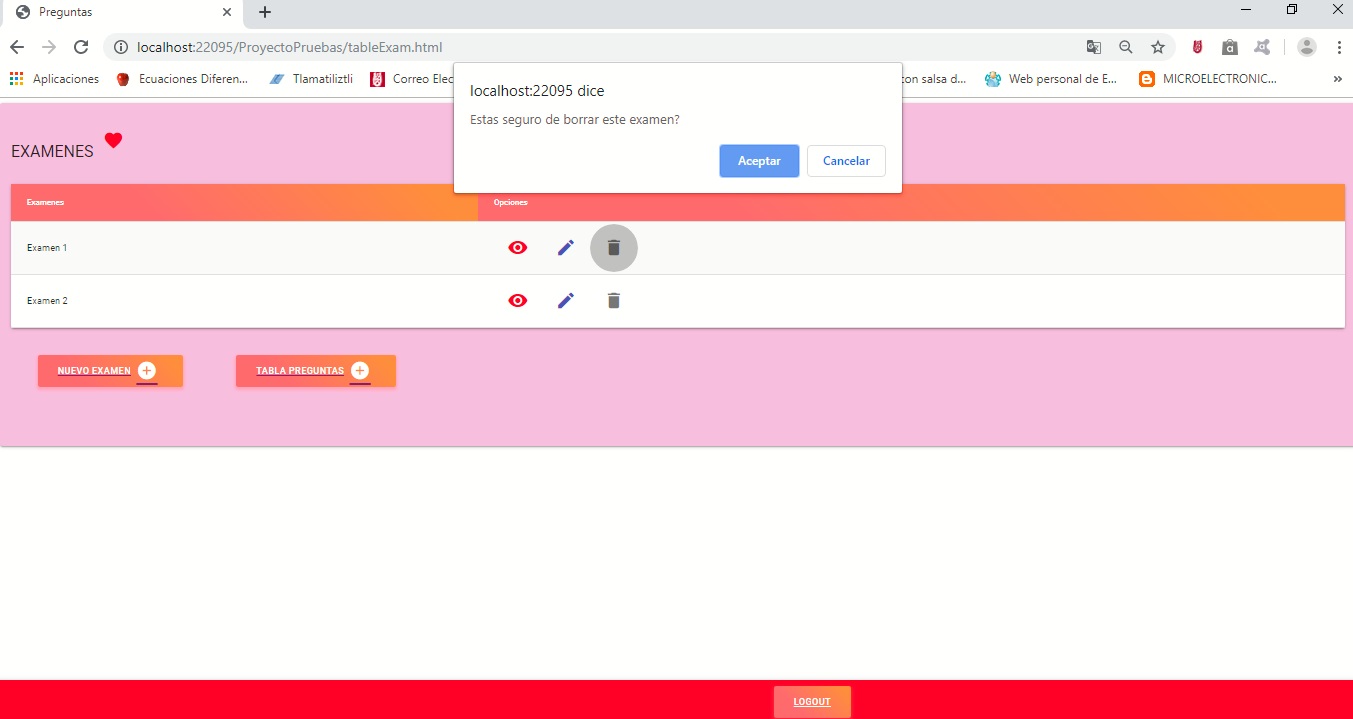 Preguntas
localhost:22095/ProyectoPruebas/tableExam.html
Aplicaciones
Ecuaciones Diferen...
Tlamatiliztli
Correo Elec
con salsa d...
Web personal de E...
MICROELECTRONIC...
»
localhost:22095 dice
Estas seguro de borrar este examen?
Aceptar
Cancelar
EXAMENES
Examenes
Opciones
Examen 1
Examen 2
NUEVO EXAMEN
TABLA PREGUNTAS
LOGOUT